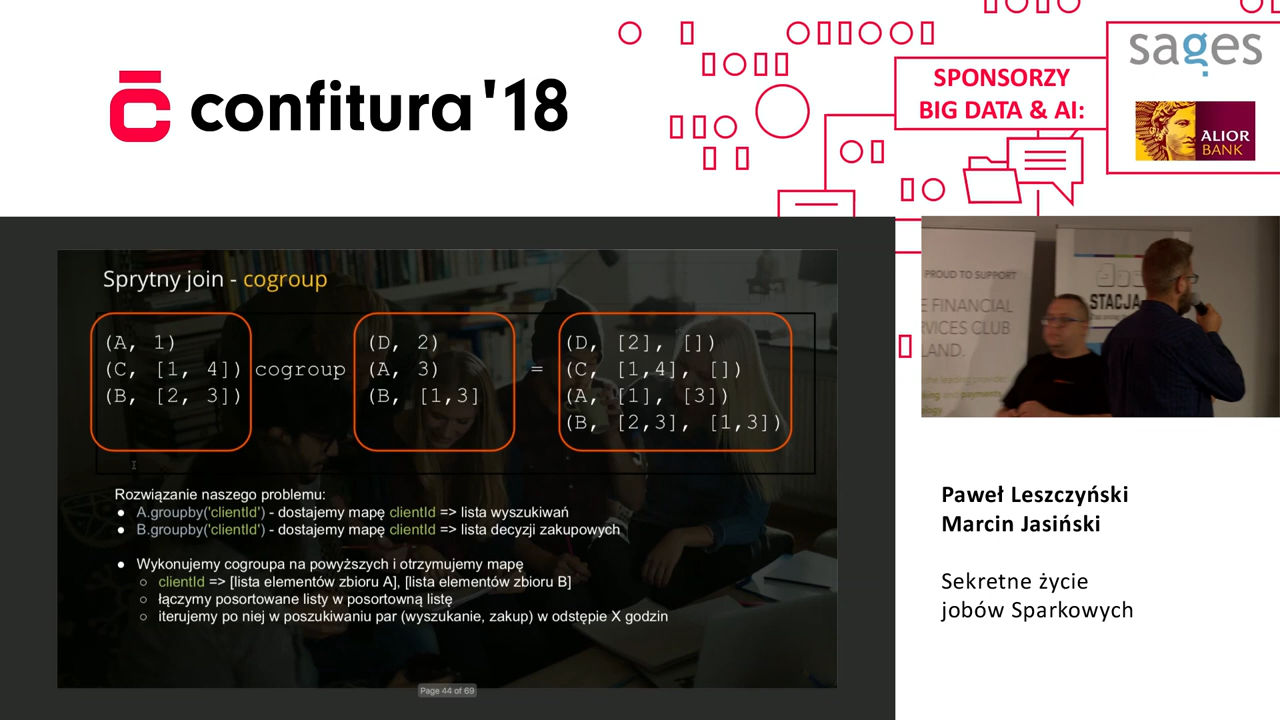 confitura '18
SPONSORZY
BIG DATA & AI:
sages
ALIOR
BANK
Sprytny join - cogroup
(A, 1)
(C, [1, 4])
(B, [2, 3])
cogroup
(D, 2)
(A, 3)
(B, [1,3]
=
(D, [2], [])
(C, [1,4], [])
(A, [1], [3])
(B, [2,3], [1,3])
Rozwiązanie naszego problemu:
● A.groupby('clientId') - dostajemy mapę clientId => lista wyszukiwań
● B.groupby('clientId') - dostajemy mapę clientId => lista decyzji zakupowych
● Wykonujemy cogroupa na powyższych i otrzymujemy mapę
○ clientId => [lista elementów zbioru A], [lista elementów zbioru B]
○ łączymy posortowane listy w posortowną listę
○ iterujemy po niej w poszukiwaniu par (wyszukanie, zakup) w odstępie X godzin
Page 44 of 69
PROUD TO SUPPORT
FINANCIAL
CLUB
STACJA
Paweł Leszczyński
Marcin Jasiński
Sekretne życie
jobów Sparkowych